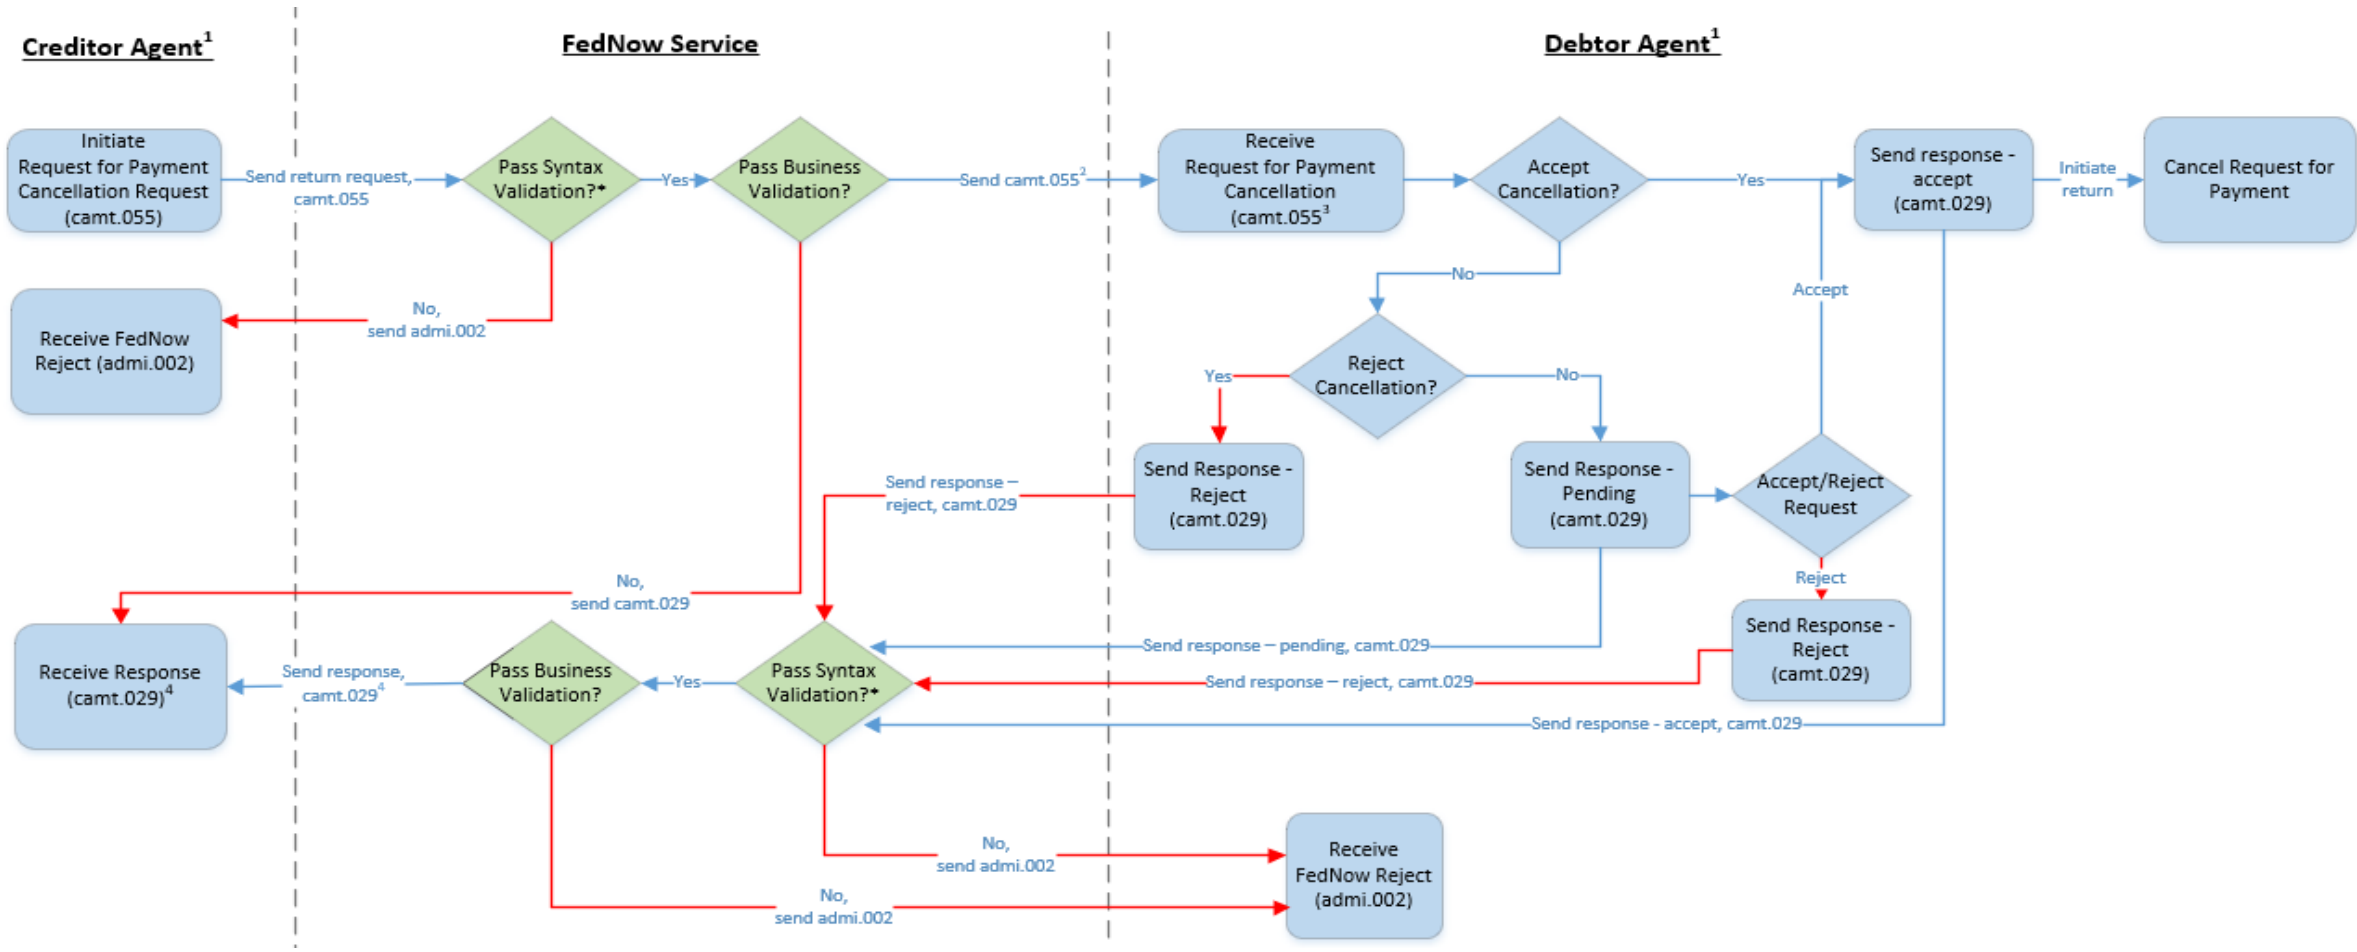 Creditor Agent¹
FedNow Service
Debtor Agent¹
Initiate
Request for Payment
Cancellation Request
(camt.055)
Send return request,
camt.055
Pass Syntax
Validation?*
Yes
Pass Business
Validation?
Send camt.055²
Receive
Request for Payment
Cancellation
(camt.055³
Accept
Cancellation?
Yes
Send response -
accept
(camt.029)
Initiate
return
Cancel Request for
Payment
No
Accept
No,
send admi.002
Receive FedNow
Reject (admi.002)
Reject
Cancellation?
Yes
No
Send Response -
Reject
(camt.029)
Send Response -
Pending
(camt.029)
Accept/Reject
Request
Send response –
reject, camt.029
Reject
No,
send camt.029
Send Response -
Reject
(camt.029)
Send response – pending, camt.029
Send response – reject, camt.029
Send response - accept, camt.029
Receive Response
(camt.029)⁴
Send response,
camt.029⁴
Pass Business
Validation?
Yes
Pass Syntax
Validation?*
No,
send admi.002
No,
send admi.002
Receive
FedNow Reject
(admi.002)